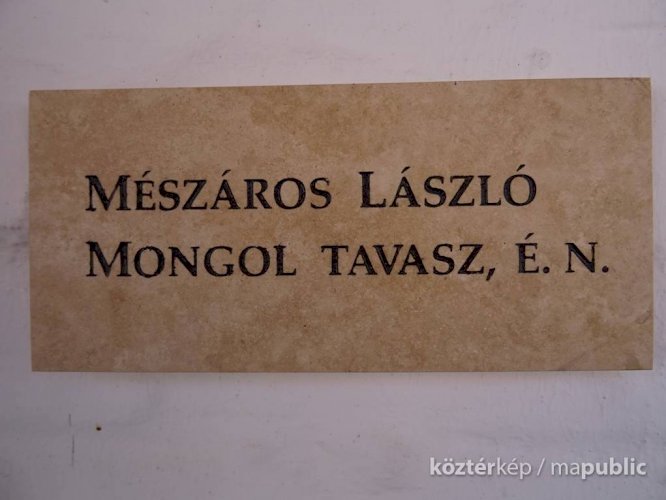 MÉSZÁROS LÁSZLÓ
MONGOL TAVASZ, É. N.
köztérkép / mapublic